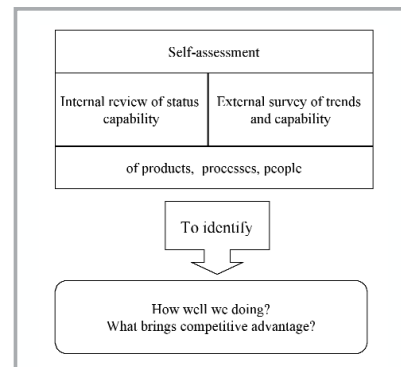 Self-assessment
Internal review of status
capability
External survey of trends
and capability
of products, processes, people
To identify
How well we doing?
What brings competitive advantage?